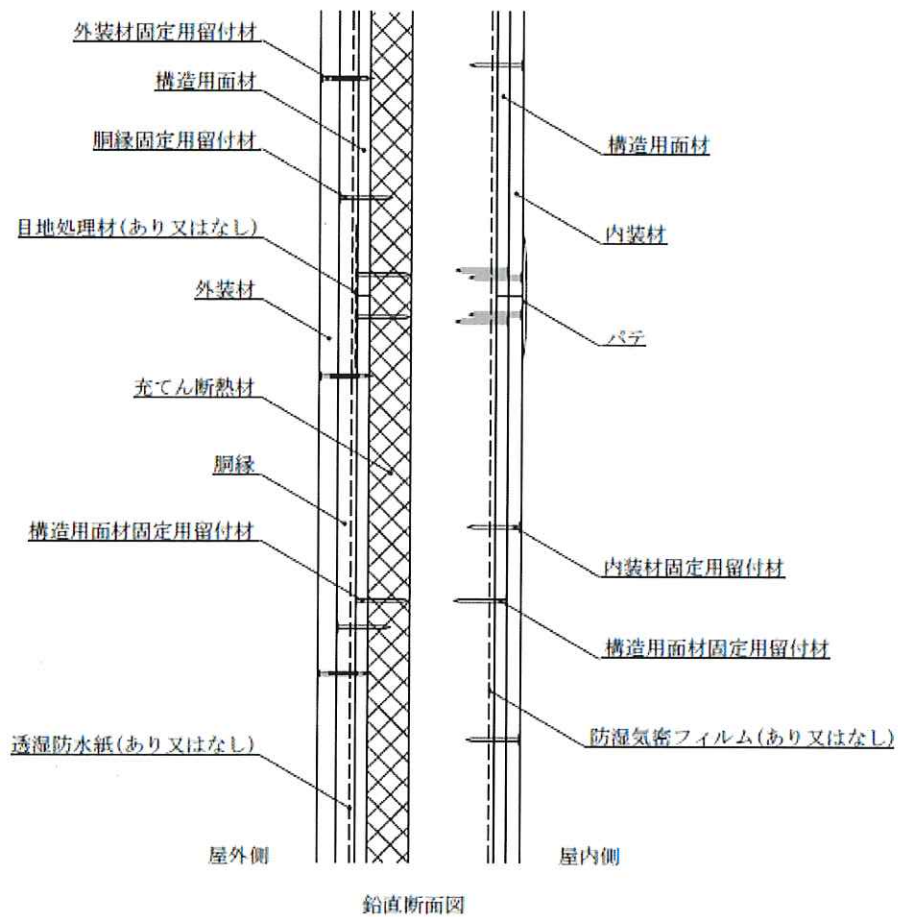 外装材固定用留付材
構造用面材
胴縁固定用留付材
目地処理材(あり又はなし)
外装材
充てん断熱材
胴縁
構造用面材固定用留付材
透湿防水紙(あり又はなし)
屋外側
構造用面材
内装材
パテ
内装材固定用留付材
構造用面材固定用留付材
防湿気密フィルム(あり又はなし)
屋内側
鉛直断面図